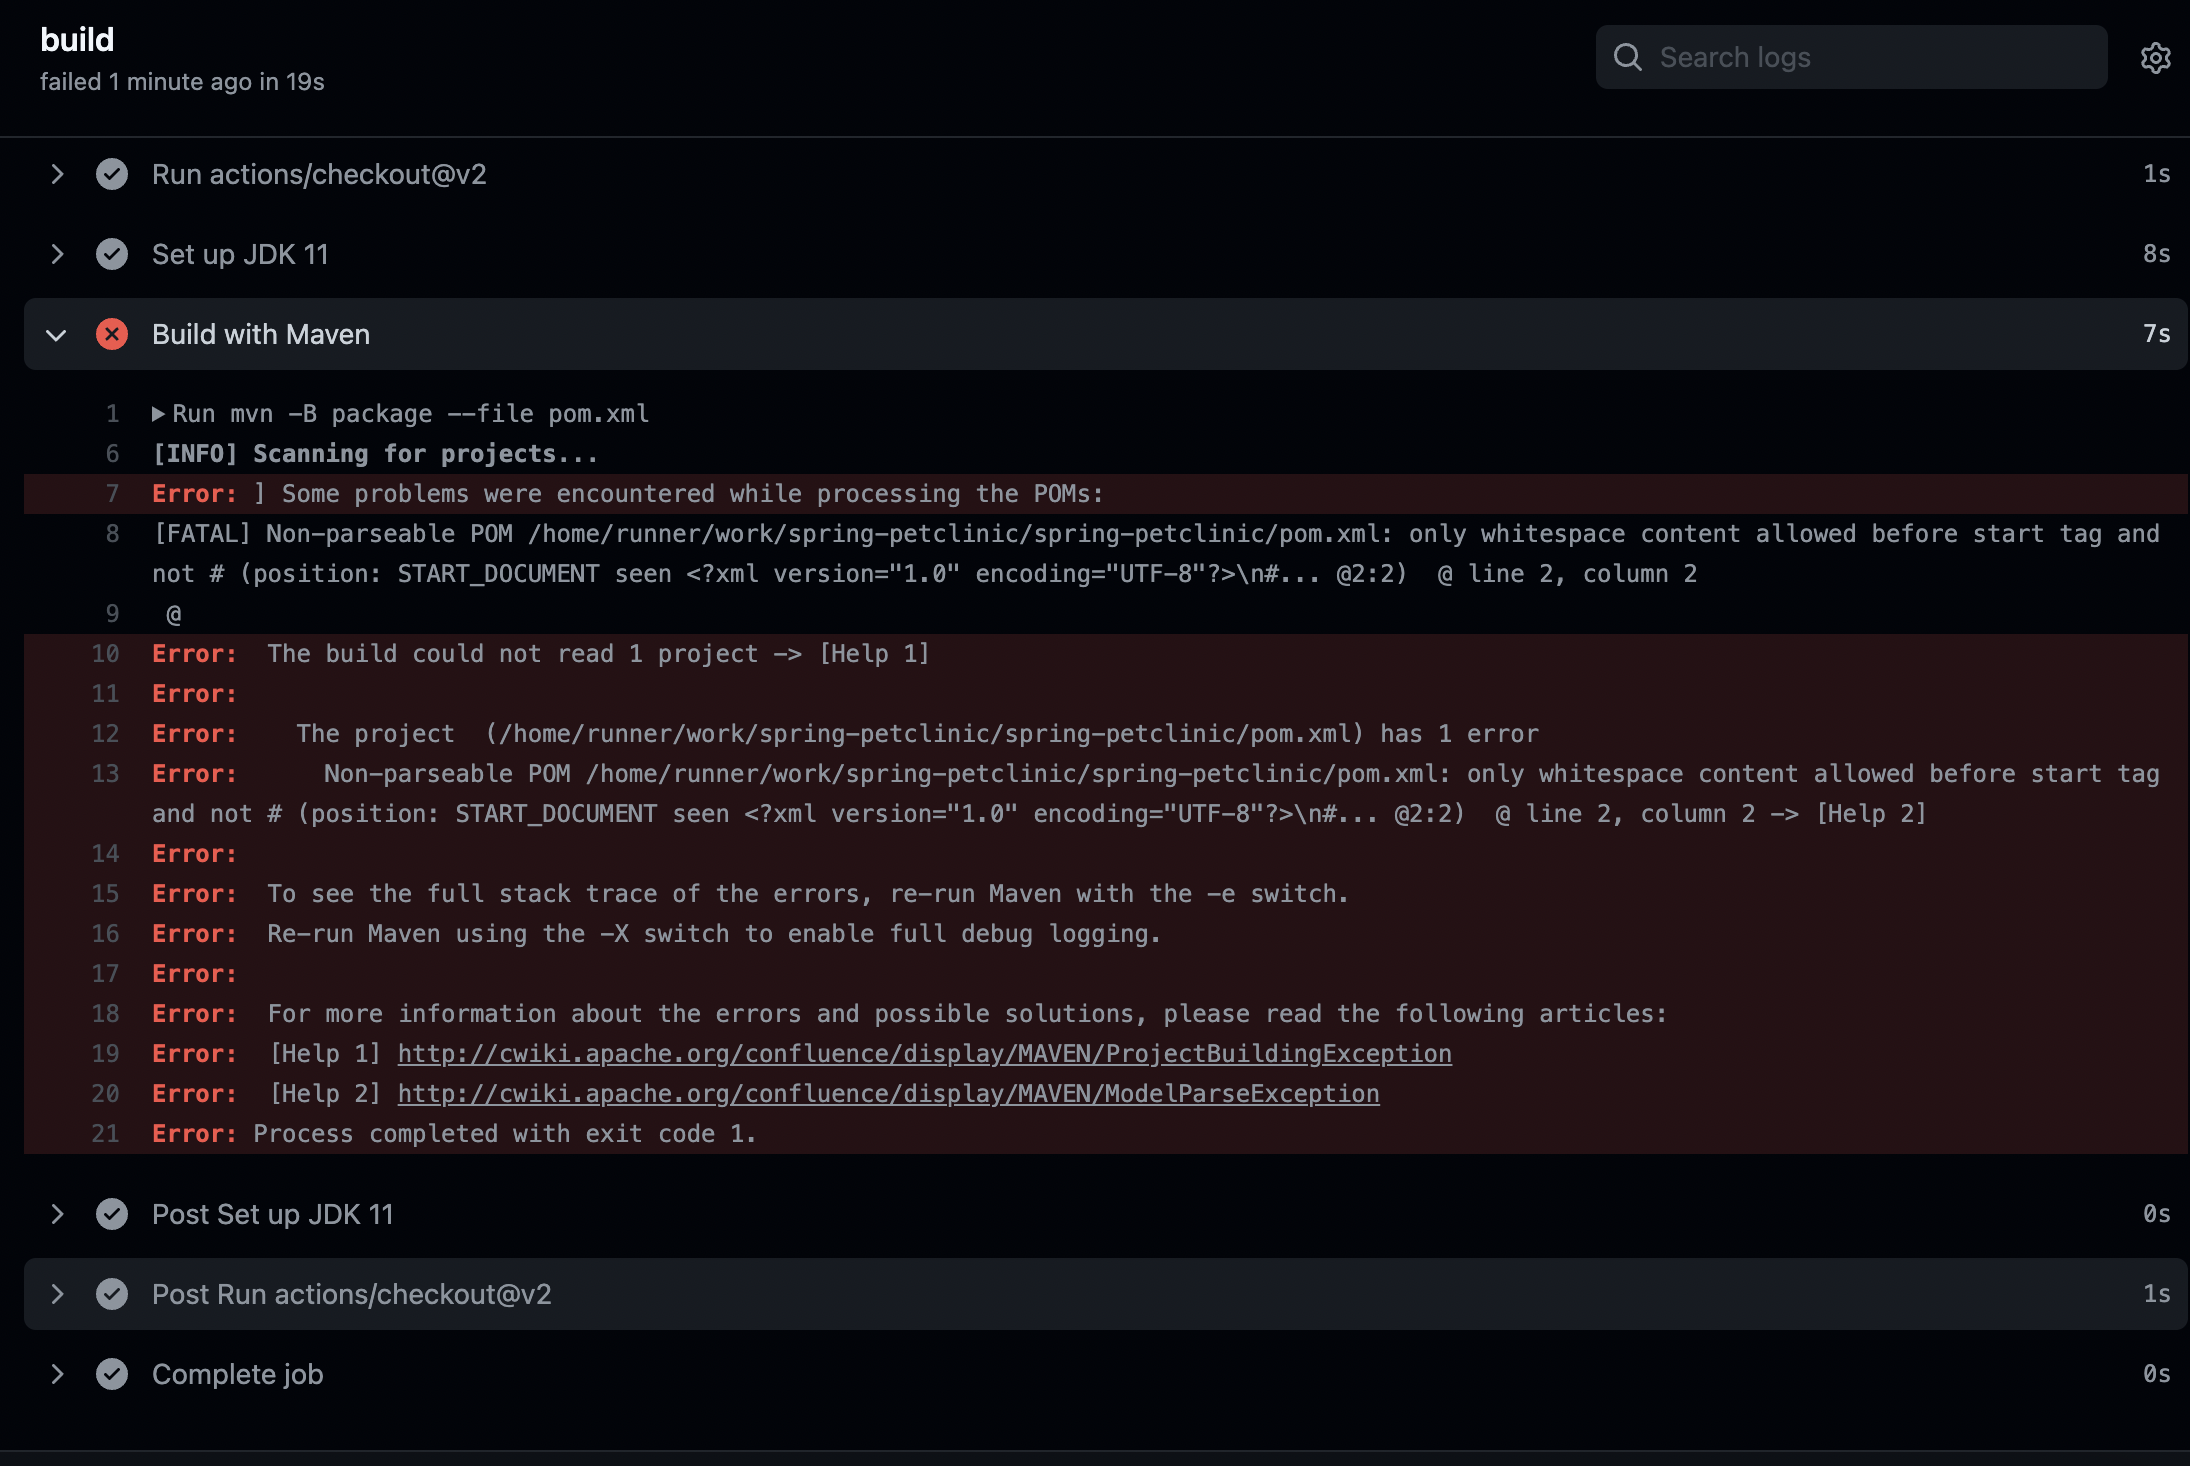 build
failed 1 minute ago in 19s
Search logs
Run actions/checkout@v2 1s
Set up JDK 11 8s
Build with Maven 7s
1 Run mvn -B package --file pom.xml
6 [INFO] Scanning for projects...
7 Error: ] Some problems were encountered while processing the POMs:
8 [FATAL] Non-parseable POM /home/runner/work/spring-petclinic/spring-petclinic/pom.xml: only whitespace content allowed before start tag and
not # (position: START_DOCUMENT seen <?xml version="1.0" encoding="UTF-8"?>\n#... @2:2)  @ line 2, column 2
9 @
10 Error:  The build could not read 1 project -> [Help 1]
11 Error:
12 Error:    The project  (/home/runner/work/spring-petclinic/spring-petclinic/pom.xml) has 1 error
13 Error:      Non-parseable POM /home/runner/work/spring-petclinic/spring-petclinic/pom.xml: only whitespace content allowed before start tag
and not # (position: START_DOCUMENT seen <?xml version="1.0" encoding="UTF-8"?>\n#... @2:2)  @ line 2, column 2 -> [Help 2]
14 Error:
15 Error:  To see the full stack trace of the errors, re-run Maven with the -e switch.
16 Error:  Re-run Maven using the -X switch to enable full debug logging.
17 Error:
18 Error:  For more information about the errors and possible solutions, please read the following articles:
19 Error:  [Help 1] http://cwiki.apache.org/confluence/display/MAVEN/ProjectBuildingException
20 Error:  [Help 2] http://cwiki.apache.org/confluence/display/MAVEN/ModelParseException
21 Error: Process completed with exit code 1.
Post Set up JDK 11 0s
Post Run actions/checkout@v2 1s
Complete job 0s